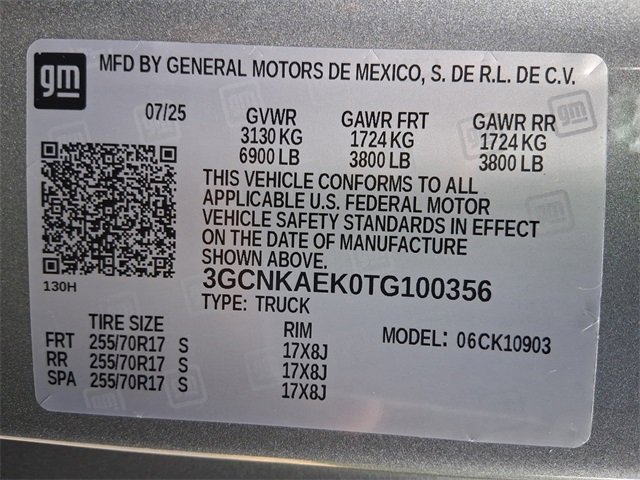 gm MFD BY GENERAL MOTORS DE MEXICO, S. DE R.L. DE C.V.
07/25 GVWR GAWR FRT GAWR RR
3130 KG 1724 KG 1724 KG
6900 LB 3800 LB 3800 LB
THIS VEHICLE CONFORMS TO ALL
APPLICABLE U.S. FEDERAL MOTOR
VEHICLE SAFETY STANDARDS IN EFFECT
ON THE DATE OF MANUFACTURE
SHOWN ABOVE.
130H
3GCNKAEK0TG100356
TYPE: TRUCK
TIRE SIZE RIM MODEL: 06CK10903
FRT 255/70R17 S 17X8J
RR 255/70R17 S 17X8J
SPA 255/70R17 S 17X8J